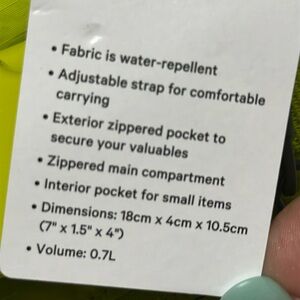 • Fabric is water-repellent
• Adjustable strap for comfortable
carrying
• Exterior zippered pocket to
secure your valuables
• Zippered main compartment
• Interior pocket for small items
• Dimensions: 18cm x 4cm x 10.5cm
(7" x 1.5" x 4")
• Volume: 0.7L